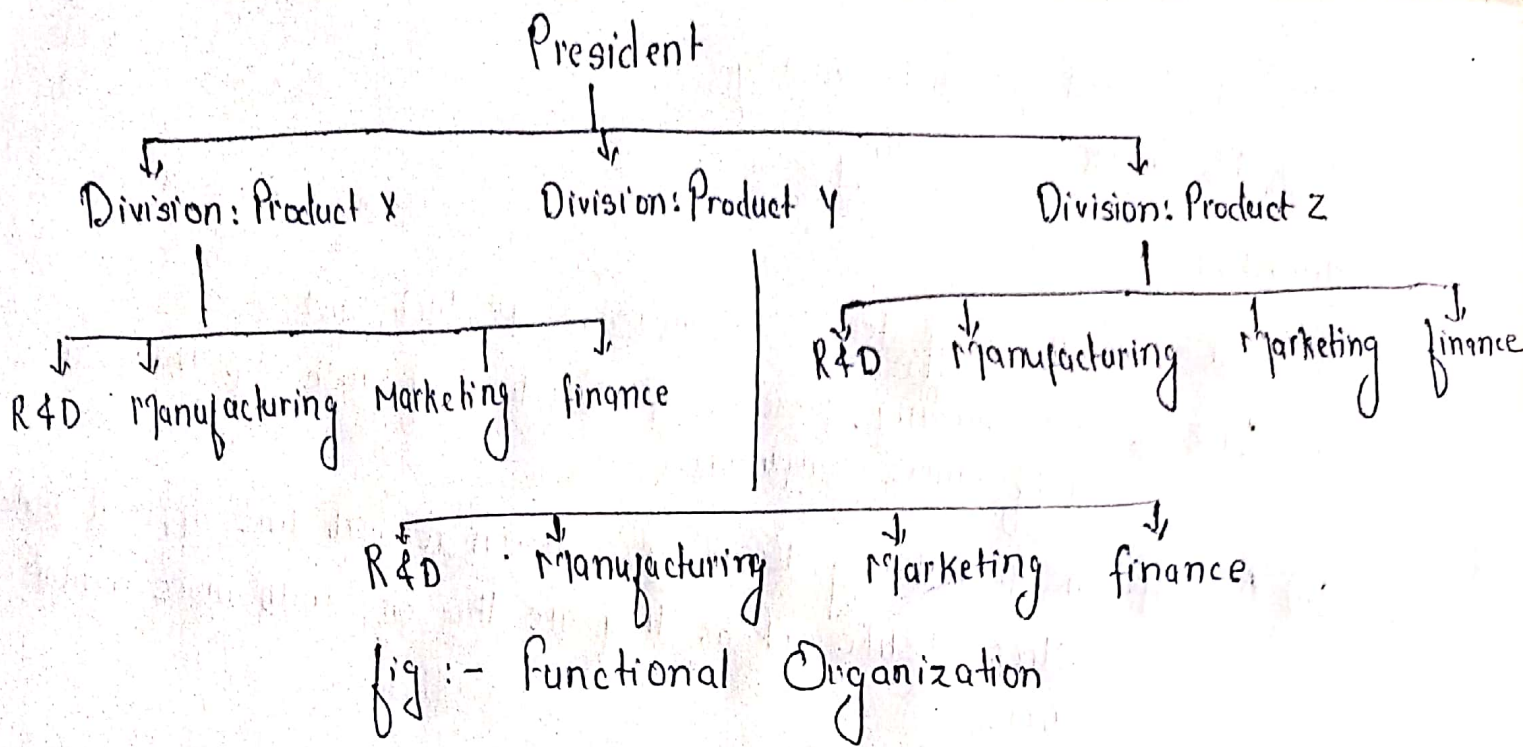 President
Division: Product X Division: Product Y Division: Product Z
R&D Manufacturing Marketing finance
R&D Manufacturing Marketing finance
R&D Manufacturing Marketing finance.
fig:- Functional Organization